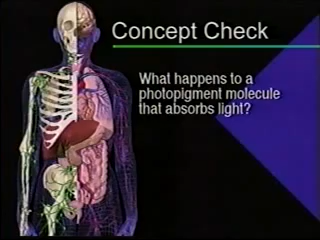 Concept Check
What happens to a
photopigment molecule
that absorbs light?